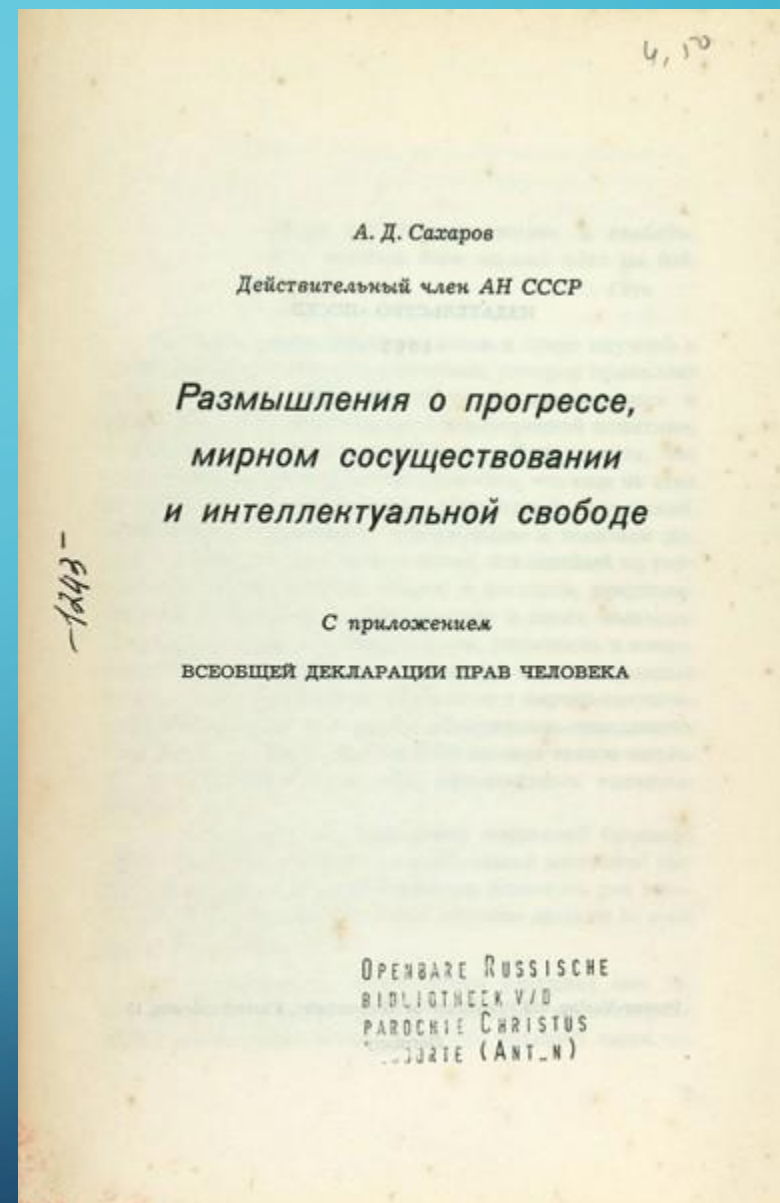 4,50
А. Д. Сахаров
Действительный член АН СССР
Размышления о прогрессе,
мирном сосуществовании
и интеллектуальной свободе
-1243-
С приложением
ВСЕОБЩЕЙ ДЕКЛАРАЦИИ ПРАВ ЧЕЛОВЕКА
OPENBARE RUSSISCHE
BIBLIOTHEEK V/D
PAROCHIE CHRISTUS